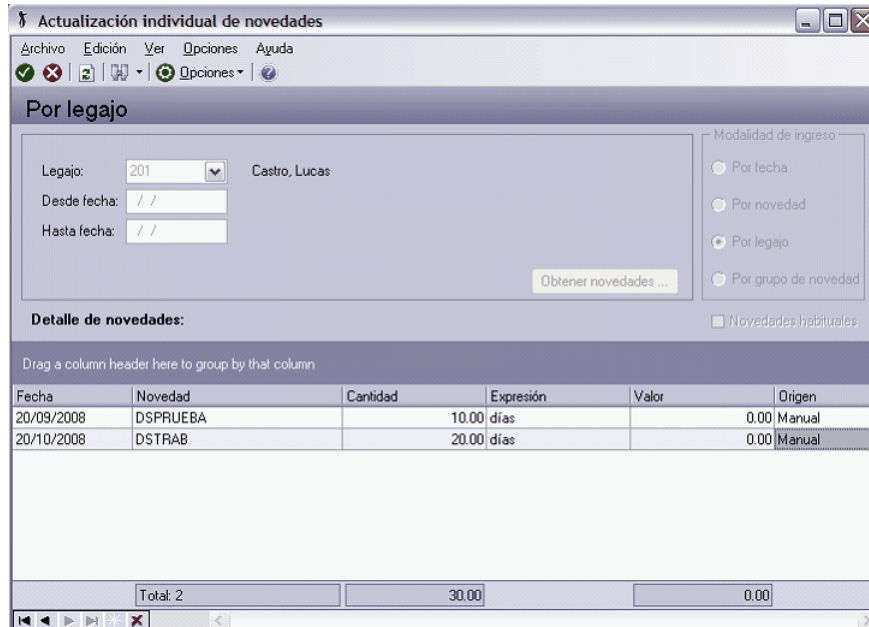 Actualización individual de novedades
Archivo Edición Ver Opciones Ayuda
Opciones
Por legajo
Legajo: 201 Castro, Lucas
Desde fecha: / /
Hasta fecha: / /
Obtener novedades ...
Modalidad de ingreso
Por fecha
Por novedad
Por legajo
Por grupo de novedad
Detalle de novedades:
Novedades habituales
Drag a column header here to group by that column
Fecha Novedad Cantidad Expresión Valor Origen
20/09/2008 DSPRUEBA 10.00 días 0.00 Manual
20/10/2008 DSTRAB 20.00 días 0.00 Manual
Total: 2 30.00 0.00